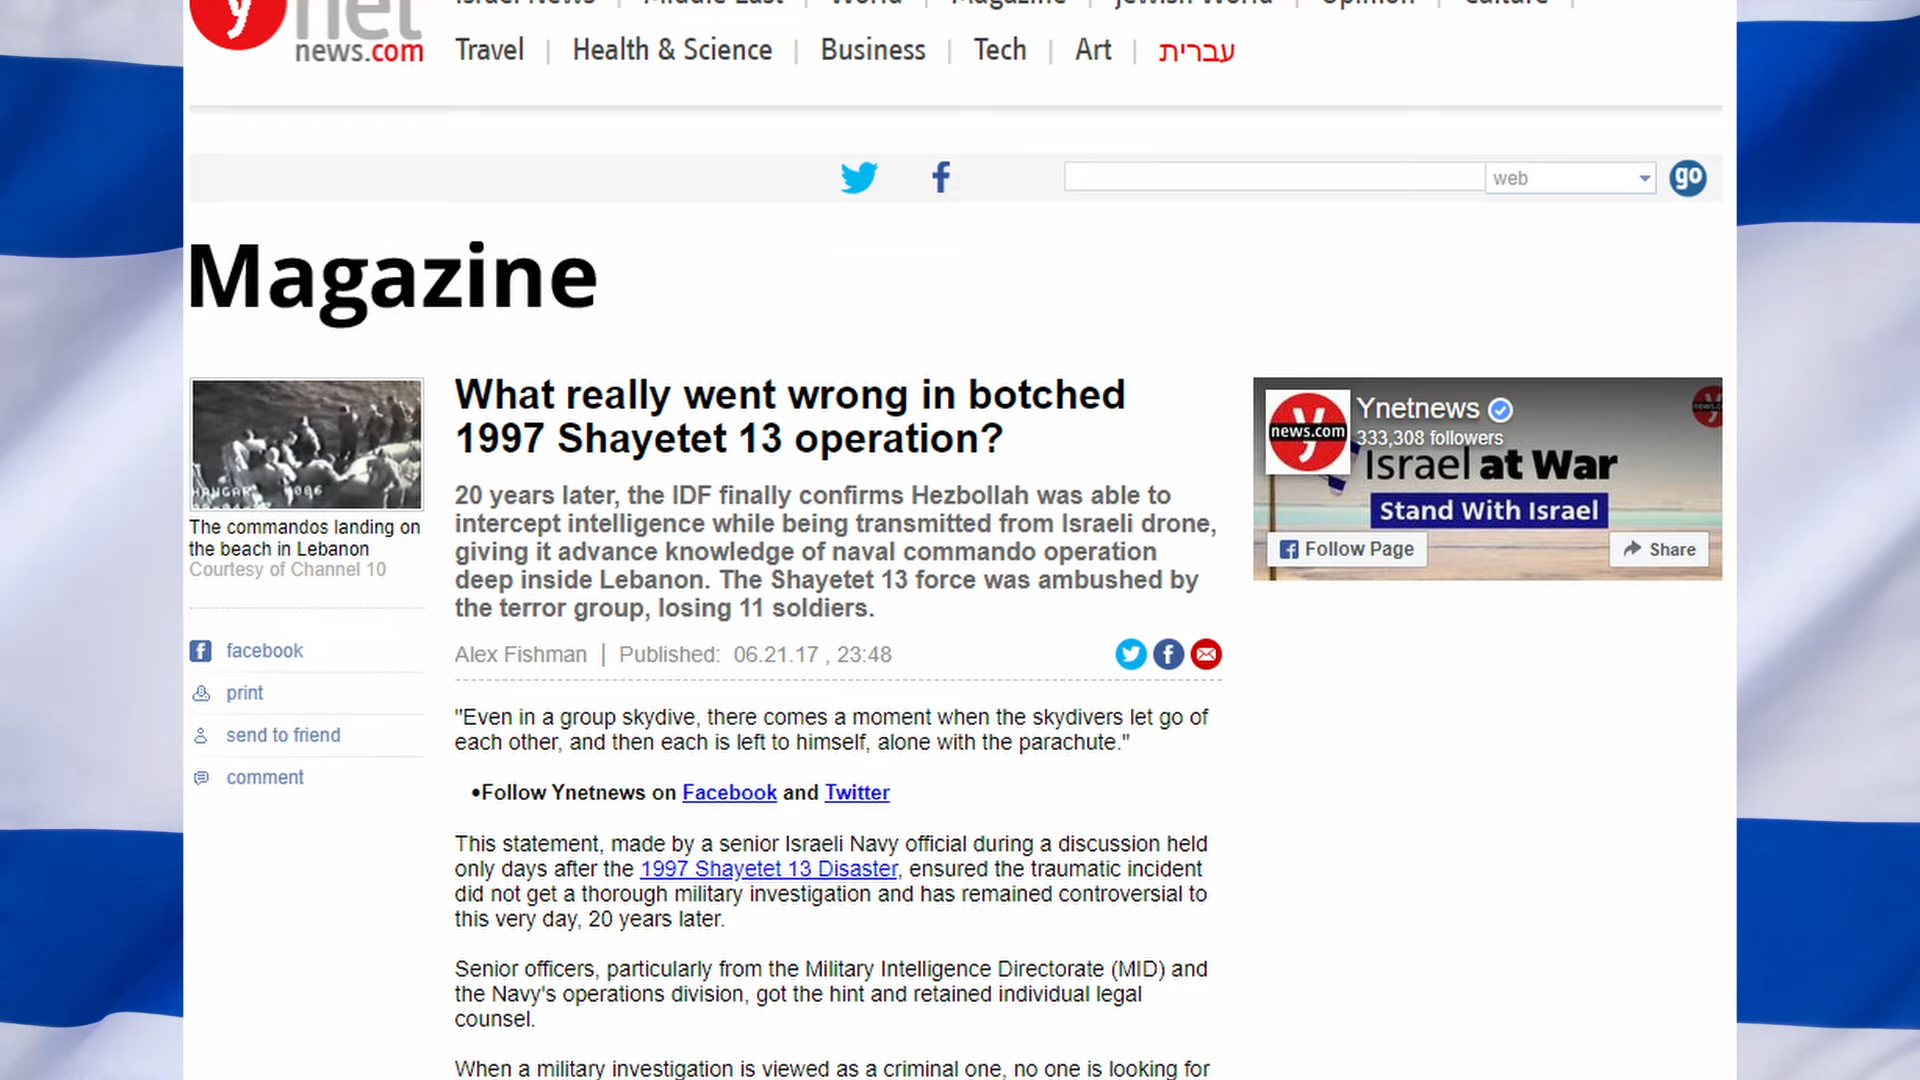 ynet
news.com
Israel News | Middle East | World | Magazine | Jewish World | Opinion | Culture |
Travel | Health & Science | Business | Tech | Art | עברית
web
go
Magazine
What really went wrong in botched
1997 Shayetet 13 operation?
20 years later, the IDF finally confirms Hezbollah was able to
intercept intelligence while being transmitted from Israeli drone,
giving it advance knowledge of naval commando operation
deep inside Lebanon. The Shayetet 13 force was ambushed by
the terror group, losing 11 soldiers.
Alex Fishman | Published: 06.21.17 , 23:48
The commandos landing on
the beach in Lebanon
Courtesy of Channel 10
facebook
print
send to friend
comment
"Even in a group skydive, there comes a moment when the skydivers let go of
each other, and then each is left to himself, alone with the parachute."
•Follow Ynetnews on Facebook and Twitter
This statement, made by a senior Israeli Navy official during a discussion held
only days after the 1997 Shayetet 13 Disaster, ensured the traumatic incident
did not get a thorough military investigation and has remained controversial to
this very day, 20 years later.
Senior officers, particularly from the Military Intelligence Directorate (MID) and
the Navy's operations division, got the hint and retained individual legal
counsel.
When a military investigation is viewed as a criminal one, no one is looking for
y
news.com
Ynetnews
333,308 followers
Israel at War
Stand With Israel
Follow Page
Share